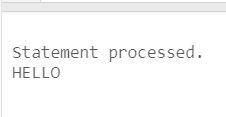 Statement processed.
HELLO